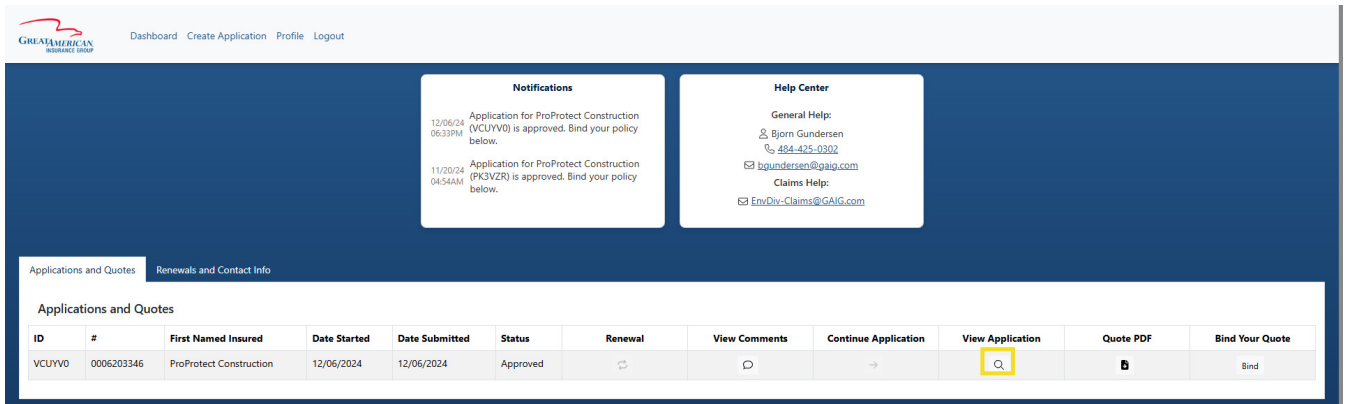 GREATAMERICAN
INSURANCE GROUP
Dashboard Create Application Profile Logout
Notifications
12/06/24
06:33PM
Application for ProProtect Construction
(VCUYV0) is approved. Bind your policy
below.
11/20/24
04:54AM
Application for ProProtect Construction
(PK3VZR) is approved. Bind your policy
below.
Help Center
General Help:
Bjorn Gundersen
484-425-0302
bgundersen@gaig.com
Claims Help:
EnvDiv-Claims@GAIG.com
Applications and Quotes Renewals and Contact Info
Applications and Quotes
ID # First Named Insured Date Started Date Submitted Status Renewal View Comments Continue Application View Application Quote PDF Bind Your Quote
VCUYV0 0006203346 ProProtect Construction 12/06/2024 12/06/2024 Approved Bind